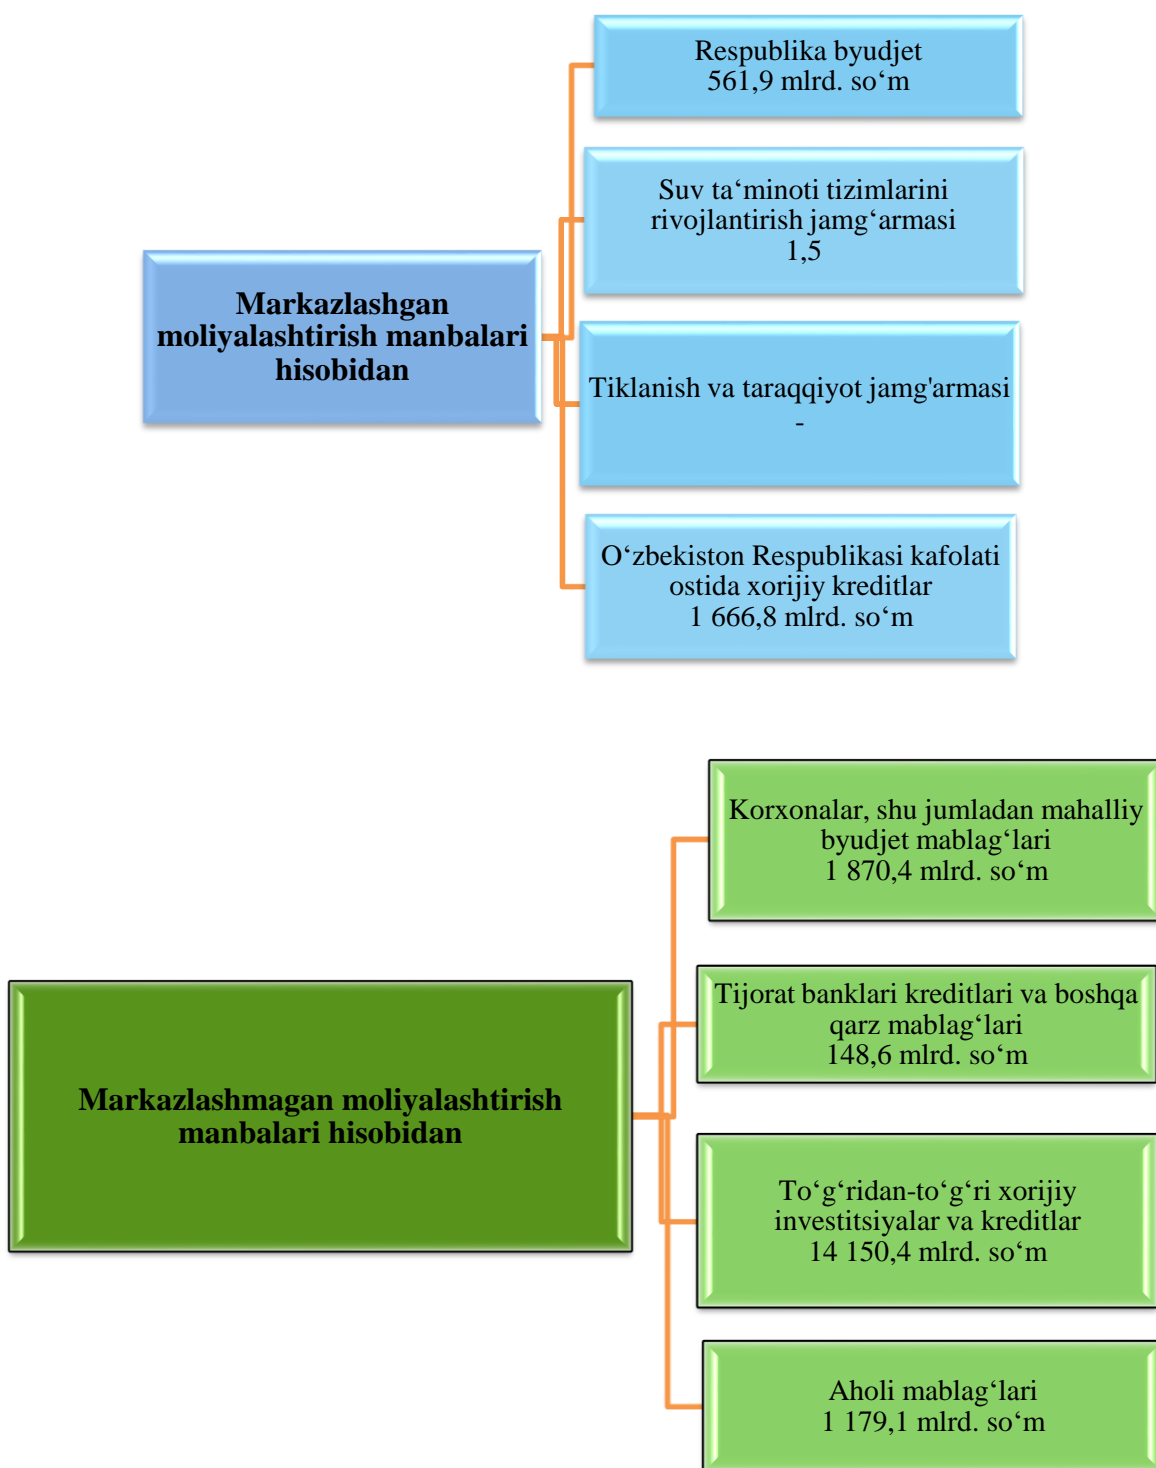 Respublika byudjet
561,9 mlrd. so‘m
Suv ta‘minoti tizimlarini
rivojlantirish jamg‘armasi
1,5
Markazlashgan
moliyalashtirish manbalari
hisobidan
Tiklanish va taraqqiyot jamg'armasi
-
O‘zbekiston Respublikasi kafolati
ostida xorijiy kreditlar
1 666,8 mlrd. so‘m
Korxonalar, shu jumladan mahalliy
byudjet mablag‘lari
1 870,4 mlrd. so‘m
Tijorat banklari kreditlari va boshqa
qarz mablag‘lari
148,6 mlrd. so‘m
Markazlashmagan moliyalashtirish
manbalari hisobidan
To‘g‘ridan-to‘g‘ri xorijiy
investitsiyalar va kreditlar
14 150,4 mlrd. so‘m
Aholi mablag‘lari
1 179,1 mlrd. so‘m